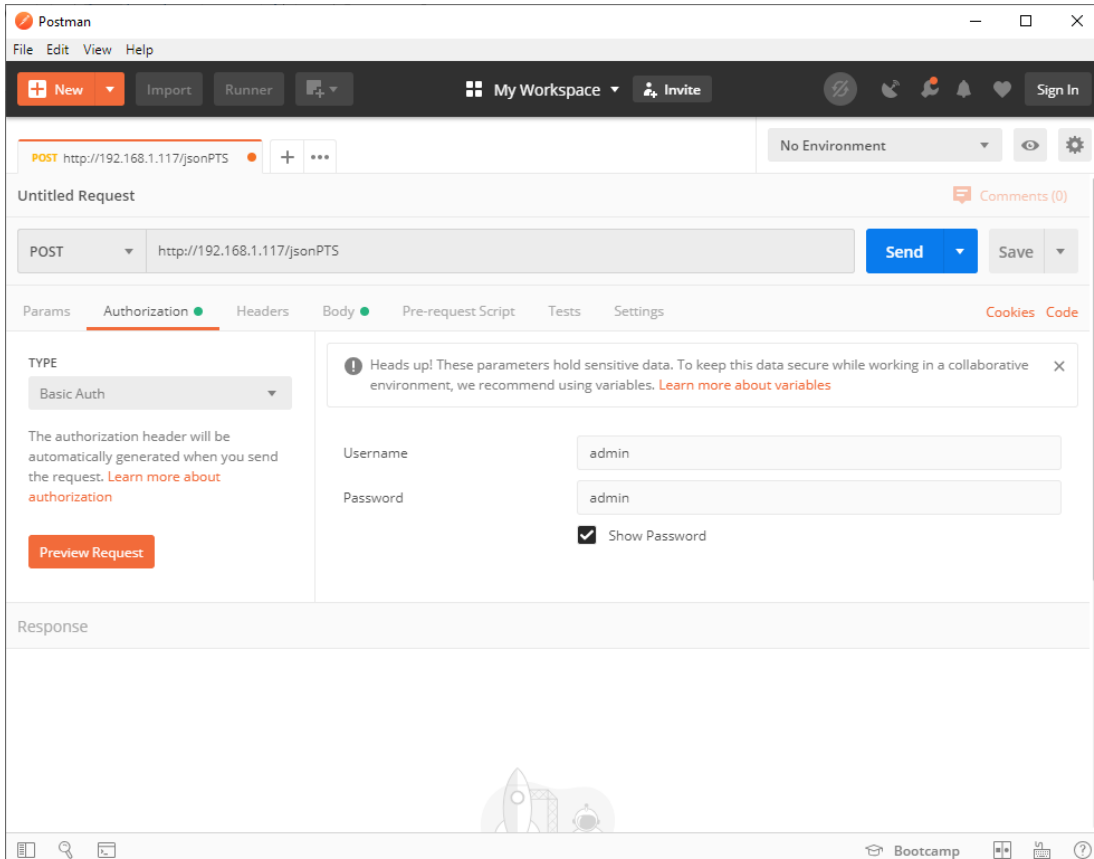 Postman
File Edit View Help
New Import Runner My Workspace Invite Sign In
POST http://192.168.1.117/jsonPTS No Environment
Untitled Request Comments (0)
POST http://192.168.1.117/jsonPTS Send Save
Params Authorization Headers Body Pre-request Script Tests Settings Cookies Code
TYPE
Basic Auth
The authorization header will be
automatically generated when you send
the request. Learn more about
authorization
Preview Request
Heads up! These parameters hold sensitive data. To keep this data secure while working in a collaborative
environment, we recommend using variables. Learn more about variables
Username admin
Password admin
Show Password
Response
Bootcamp